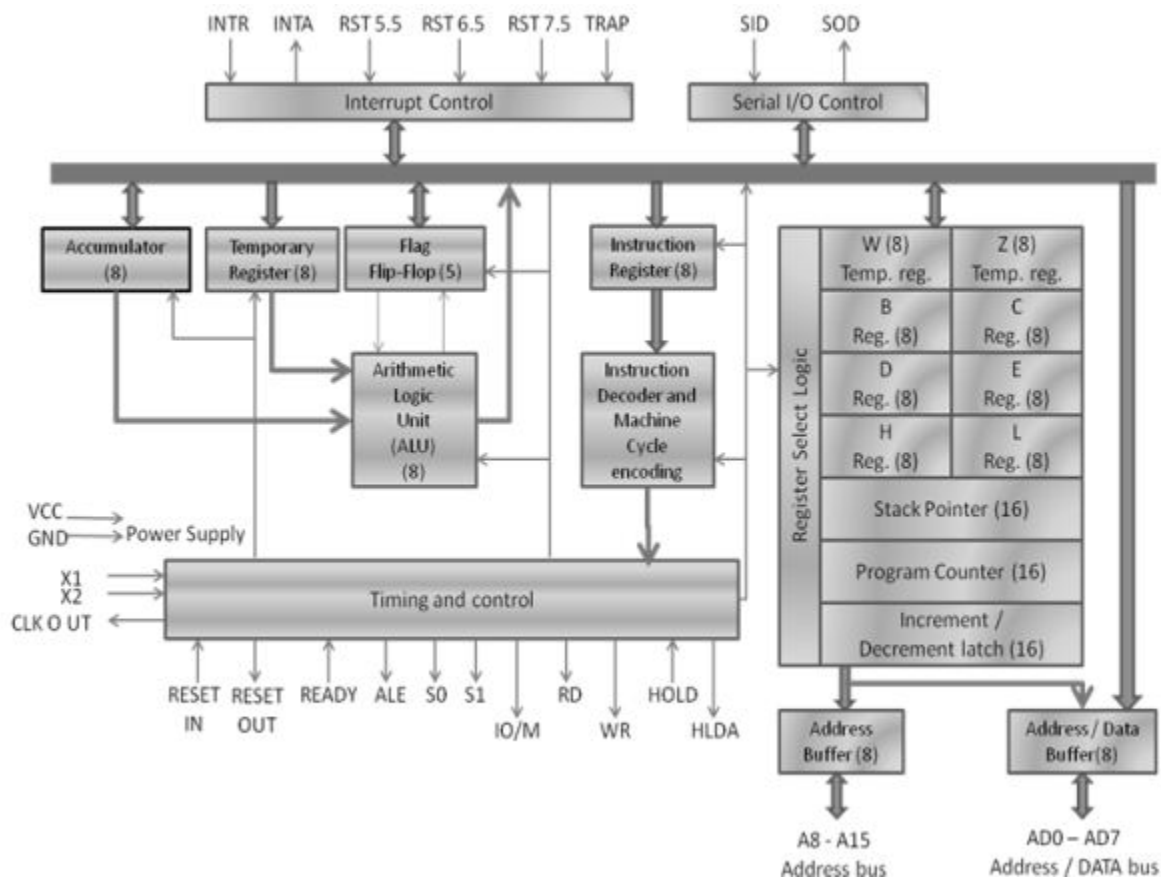 INTR INTA RST 5.5 RST 6.5 RST 7.5 TRAP SID SOD
Interrupt Control
Serial I/O Control
Accumulator
(8)
Temporary
Register (8)
Flag
Flip-Flop (5)
Instruction
Register (8)
Arithmetic
Logic
Unit
(ALU)
(8)
Instruction
Decoder and
Machine
Cycle
encoding
Register Select Logic
W (8)
Temp. reg.
Z (8)
Temp. reg.
B
Reg. (8)
C
Reg. (8)
D
Reg. (8)
E
Reg. (8)
H
Reg. (8)
L
Reg. (8)
Stack Pointer (16)
Program Counter (16)
Increment /
Decrement latch (16)
VCC
GND
Power Supply
X1
X2
CLK O UT
Timing and control
RESET
IN
RESET
OUT
READY
ALE
S0
S1
IO/M
RD
WR
HOLD
HLDA
Address
Buffer (8)
Address / Data
Buffer(8)
A8 - A15
Address bus
AD0 – AD7
Address / DATA bus